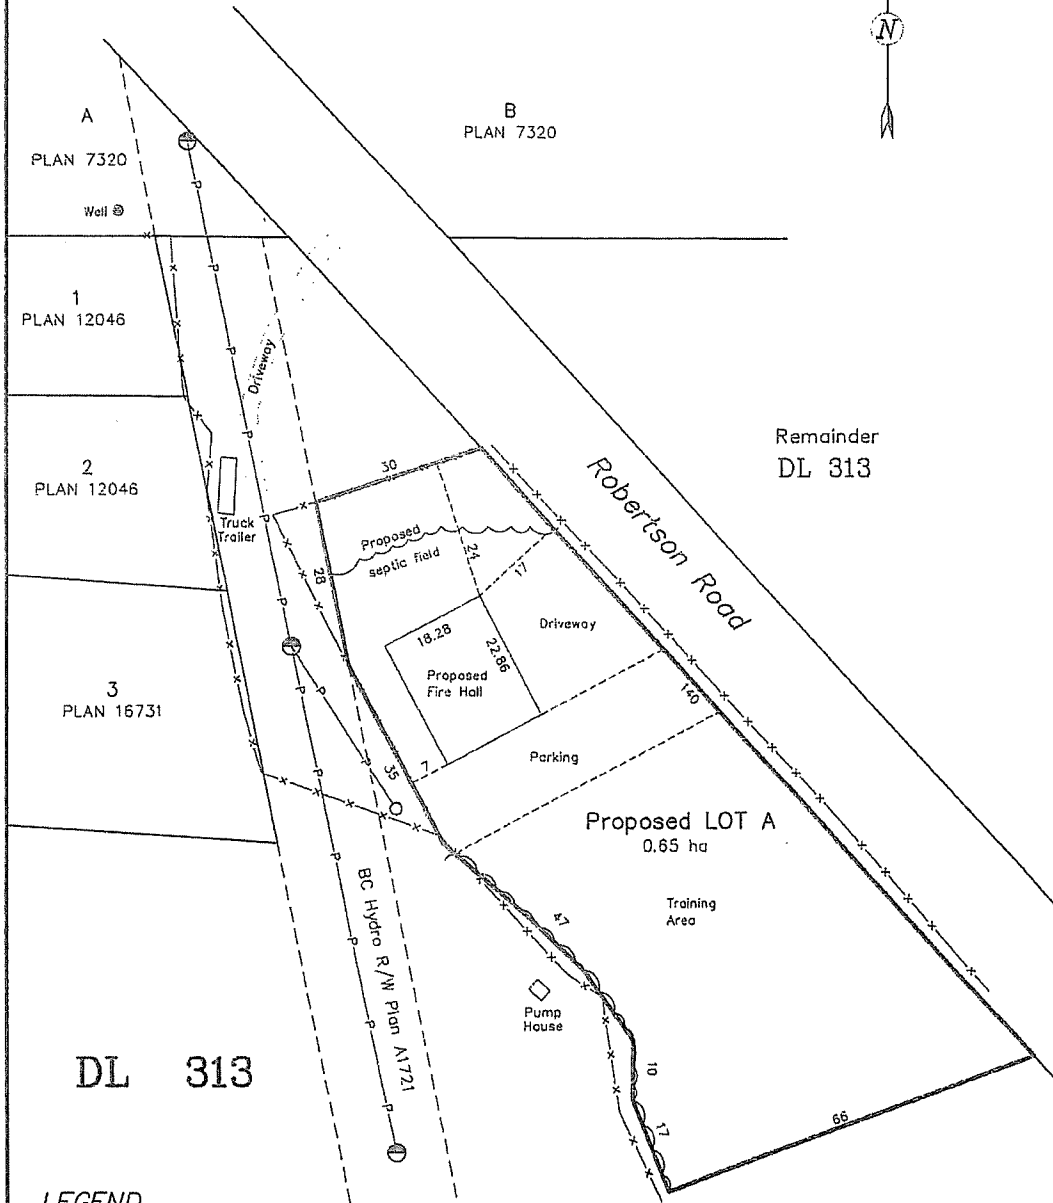 N
A
PLAN 7320
B
PLAN 7320
Well
1
PLAN 12046
Driveway
2
PLAN 12046
Truck
Trailer
Remainder
DL 313
Robertson Road
30
Proposed
septic field
24
17
28
18.28
22.86
Driveway
Proposed
Fire Hall
3
PLAN 16731
140
35
7
Parking
Proposed LOT A
0.65 ha
Training
Area
BC Hydro R/W Plan A1721
47
Pump
House
DL 313
10
17
66
P
P
P
P
P
P
P
P
P
P
P
P
P
P
LEGEND